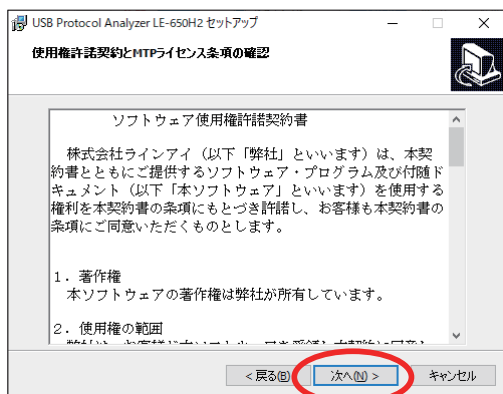 USB Protocol Analyzer LE-650H2 セットアップ
使用権許諾契約とMTPライセンス条項の確認
ソフトウェア使用権許諾契約書
株式会社ラインアイ（以下「弊社」といいます）は、本契
約書とともにご提供するソフトウェア・プログラム及び付随ド
キュメント（以下「本ソフトウェア」といいます）を使用する
権利を本契約書の条項にもとづき許諾し、お客様も本契約書の
条項にご同意いただくものとします。
1．著作権
本ソフトウェアの著作権は弊社が所有しています。
2．使用権の範囲
< 戻る(B)
次へ(N) >
キャンセル